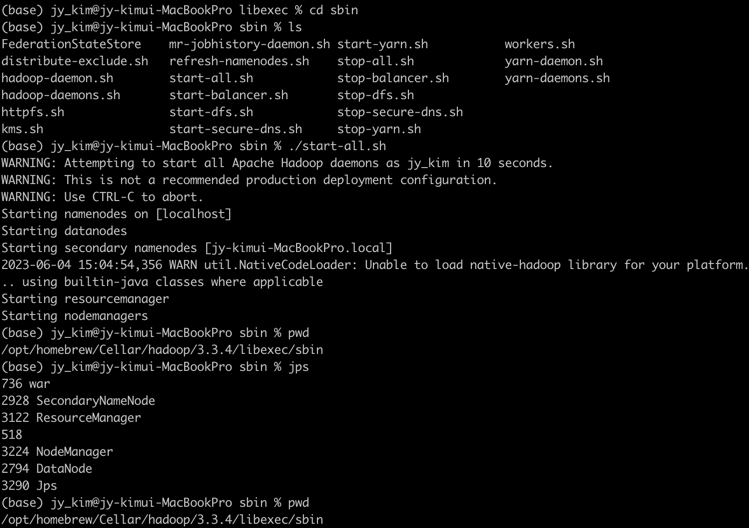 (base) jy_kim@jy-kimui-MacBookPro libexec % cd sbin
(base) jy_kim@jy-kimui-MacBookPro sbin % ls
FederationStateStore mr-jobhistory-daemon.sh start-yarn.sh workers.sh
distribute-exclude.sh refresh-namenodes.sh stop-all.sh yarn-daemon.sh
hadoop-daemon.sh start-all.sh stop-balancer.sh yarn-daemons.sh
hadoop-daemons.sh start-balancer.sh stop-dfs.sh
httpfs.sh start-dfs.sh stop-secure-dns.sh
kms.sh start-secure-dns.sh stop-yarn.sh
(base) jy_kim@jy-kimui-MacBookPro sbin % ./start-all.sh
WARNING: Attempting to start all Apache Hadoop daemons as jy_kim in 10 seconds.
WARNING: This is not a recommended production deployment configuration.
WARNING: Use CTRL-C to abort.
Starting namenodes on [localhost]
Starting datanodes
Starting secondary namenodes [jy-kimui-MacBookPro.local]
2023-06-04 15:04:54,356 WARN util.NativeCodeLoader: Unable to load native-hadoop library for your platform.
.. using builtin-java classes where applicable
Starting resourcemanager
Starting nodemanagers
(base) jy_kim@jy-kimui-MacBookPro sbin % pwd
/opt/homebrew/Cellar/hadoop/3.3.4/libexec/sbin
(base) jy_kim@jy-kimui-MacBookPro sbin % jps
736 war
2928 SecondaryNameNode
3122 ResourceManager
518
3224 NodeManager
2794 DataNode
3290 Jps
(base) jy_kim@jy-kimui-MacBookPro sbin % pwd
/opt/homebrew/Cellar/hadoop/3.3.4/libexec/sbin